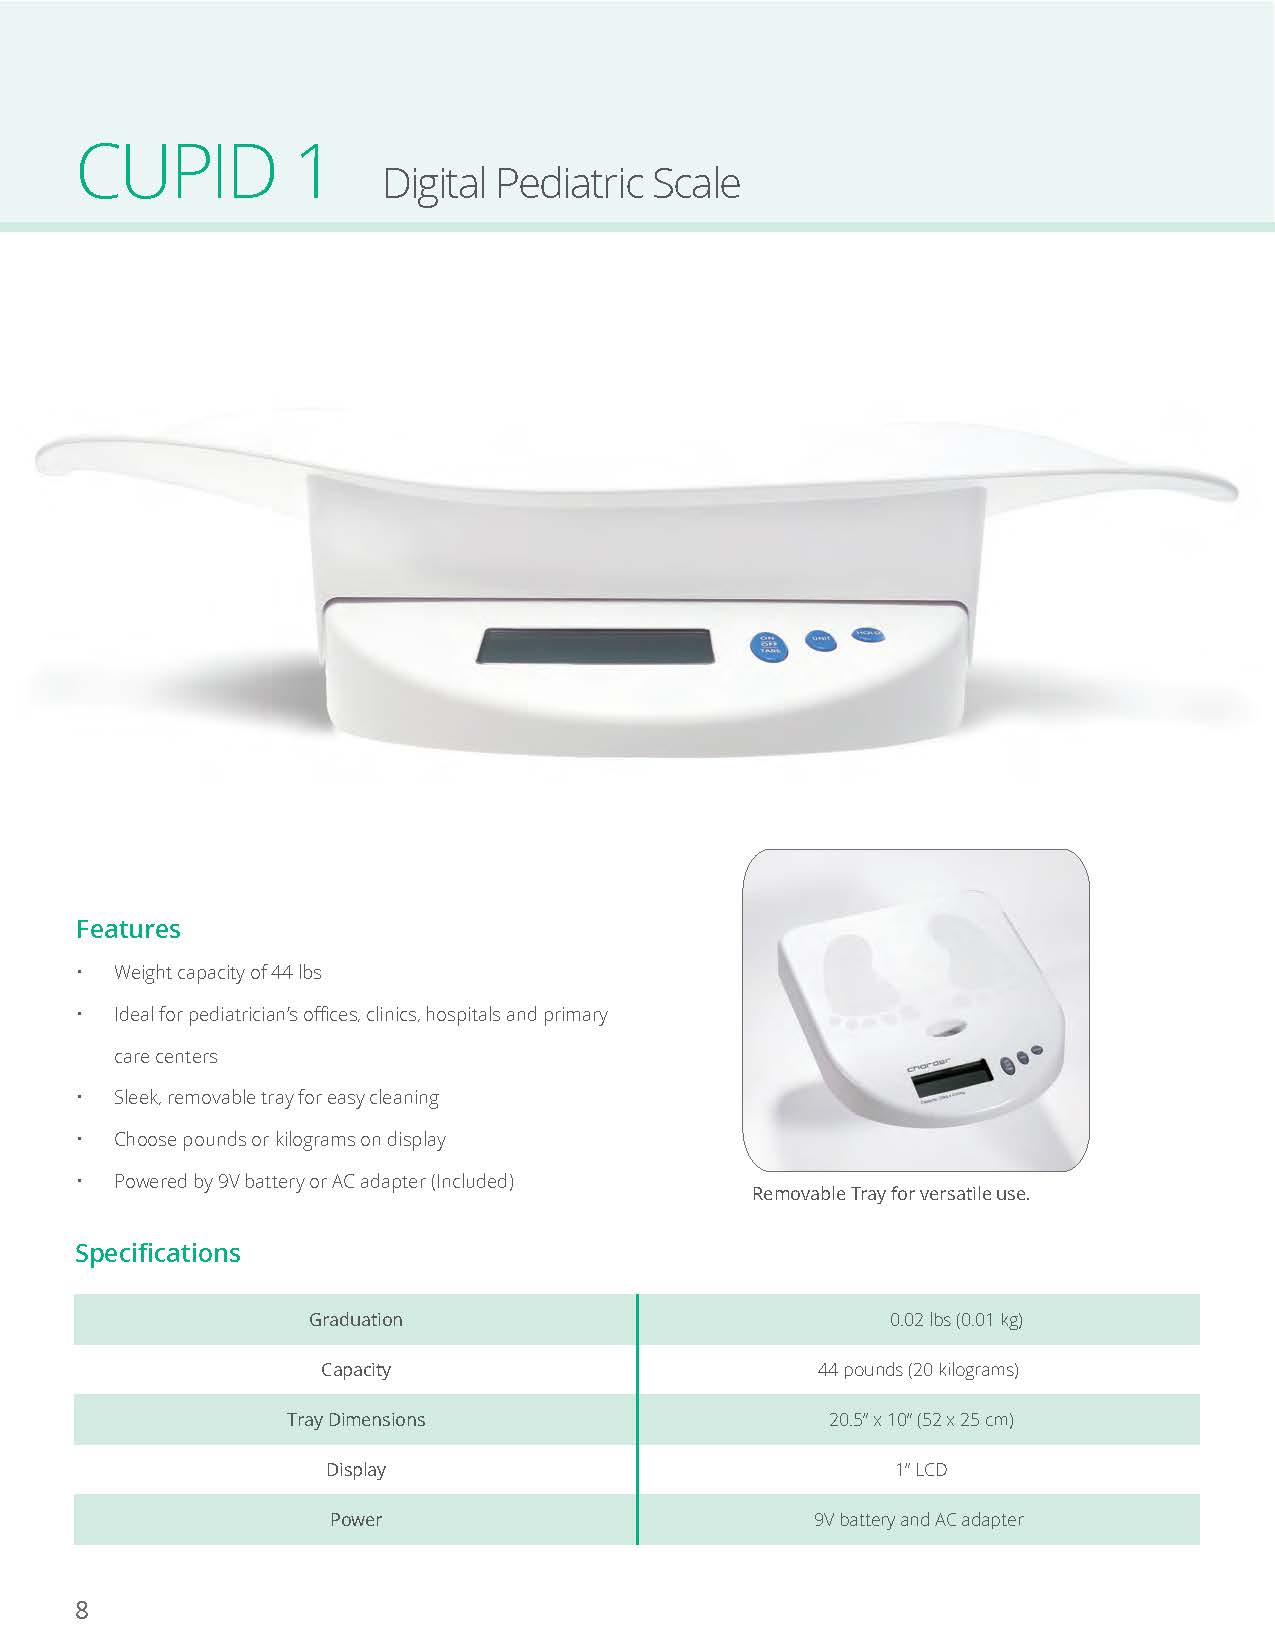 CUPID 1 Digital Pediatric Scale
ON
OFF
TARE
UNIT
HOLD
Features
• Weight capacity of 44 lbs
• Ideal for pediatrician’s offices, clinics, hospitals and primary
care centers
• Sleek, removable tray for easy cleaning
• Choose pounds or kilograms on display
• Powered by 9V battery or AC adapter (Included)
charder
Removable Tray for versatile use.
Specifications
Graduation 0.02 lbs (0.01 kg)
Capacity 44 pounds (20 kilograms)
Tray Dimensions 20.5” x 10” (52 x 25 cm)
Display 1” LCD
Power 9V battery and AC adapter
8